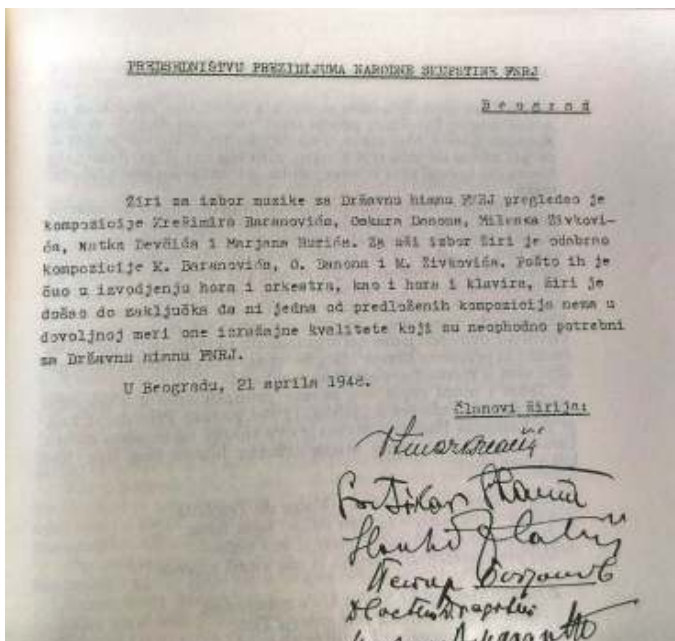 PREDSEDNIŠTVU PREZIDIJUMA NARODNE SKUPŠTINE FNRJ
Beograd
Žiri za izbor muzike za Državnu himnu FNRJ pregledao je
kompozicije Krešimira Baranovića, Oskara Danona, Milenka Živkovi-
ća, Natka Devčića i Marjana Burića. Za uži izbor žiri je odabrao
kompozicije K. Baranovića, O. Danona i M. Živkovića. Pošto ih je
čuo u izvodjenju hora i orkestra, kao i hora i klavira, žiri je
došao do zaključka da ni jedna od predloženih kompozicija nema u
dovoljnoj meri one izražajne kvalitete koji su neophodno potrebni
za Državnu himnu FNRJ.
U Beogradu, 21 aprila 1948.
Članovi žirija: